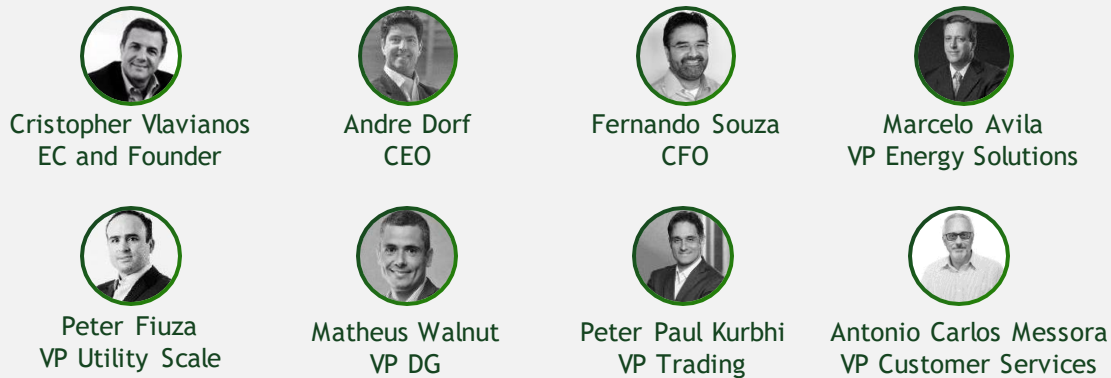 Cristopher Vlavianos
EC and Founder
Andre Dorf
CEO
Fernando Souza
CFO
Marcelo Avila
VP Energy Solutions
Peter Fiuza
VP Utility Scale
Matheus Walnut
VP DG
Peter Paul Kurbhi
VP Trading
Antonio Carlos Messora
VP Customer Services